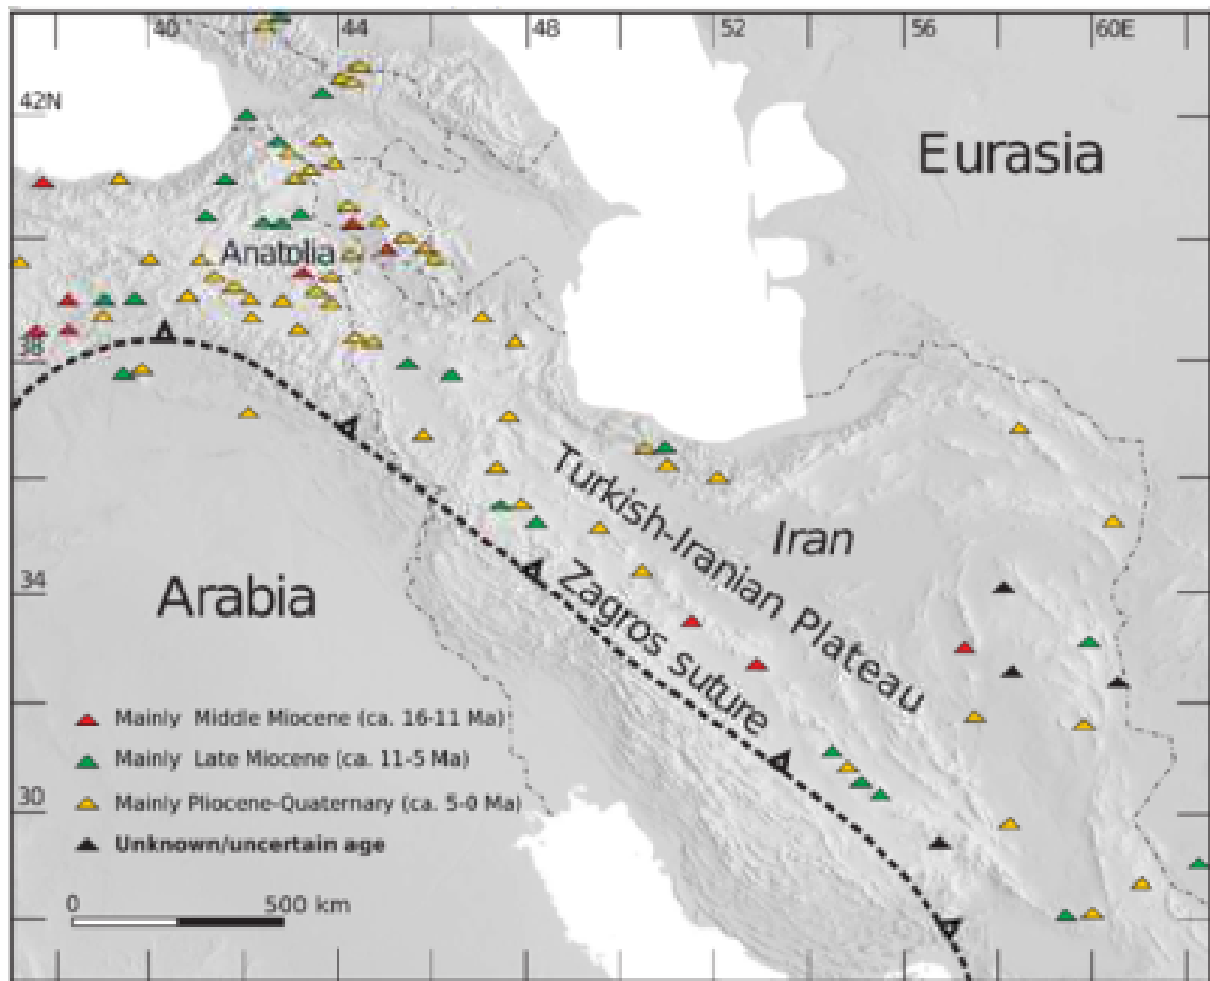 40 44 48 52 56 60E
42N
Eurasia
Anatolia
38
Turkish-Iranian Plateau
Iran
34
Zagros suture
Arabia
Mainly Middle Miocene (ca. 16-11 Ma)
Mainly Late Miocene (ca. 11-5 Ma)
30
Mainly Pliocene-Quaternary (ca. 5-0 Ma)
Unknown/uncertain age
0 500 km